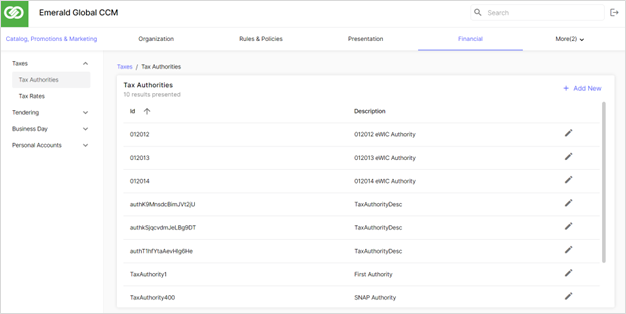 Emerald Global CCM
Search
Catalog, Promotions & Marketing Organization Rules & Policies Presentation Financial More(2)
Taxes
Tax Authorities
Tax Rates
Tendering
Business Day
Personal Accounts
Taxes / Tax Authorities
Tax Authorities
10 results presented
+ Add New
Id Description
012012 012012 eWIC Authority
012013 012013 eWIC Authority
012014 012014 eWIC Authority
authK9MnsdcBimJVt2jU TaxAuthorityDesc
authkSjqcvdmJeLBg9DT TaxAuthorityDesc
authT1hfYtaAevHIg6He TaxAuthorityDesc
TaxAuthority1 First Authority
TaxAuthority400 SNAP Authority